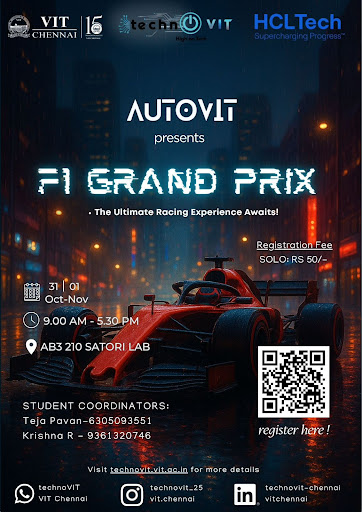 VIT
CHENNAI
15
technoVIT
HCLTech
Supercharging Progress™
AUTOVIT
presents
F1 GRAND PRIX
• The Ultimate Racing Experience Awaits!
Registration Fee
SOLO: RS 50/-
31 | 01
Oct-Nov
9.00 AM - 5.30 PM
AB3 210 SATORI LAB
STUDENT COORDINATORS:
Teja Pavan-6305093551
Krishna R - 9361320746
register here !
Visit technovit.vit.ac.in for more details
technoVIT
VIT Chennai
technovit_25
vit.chennai
technovit-chennai
vitchennai